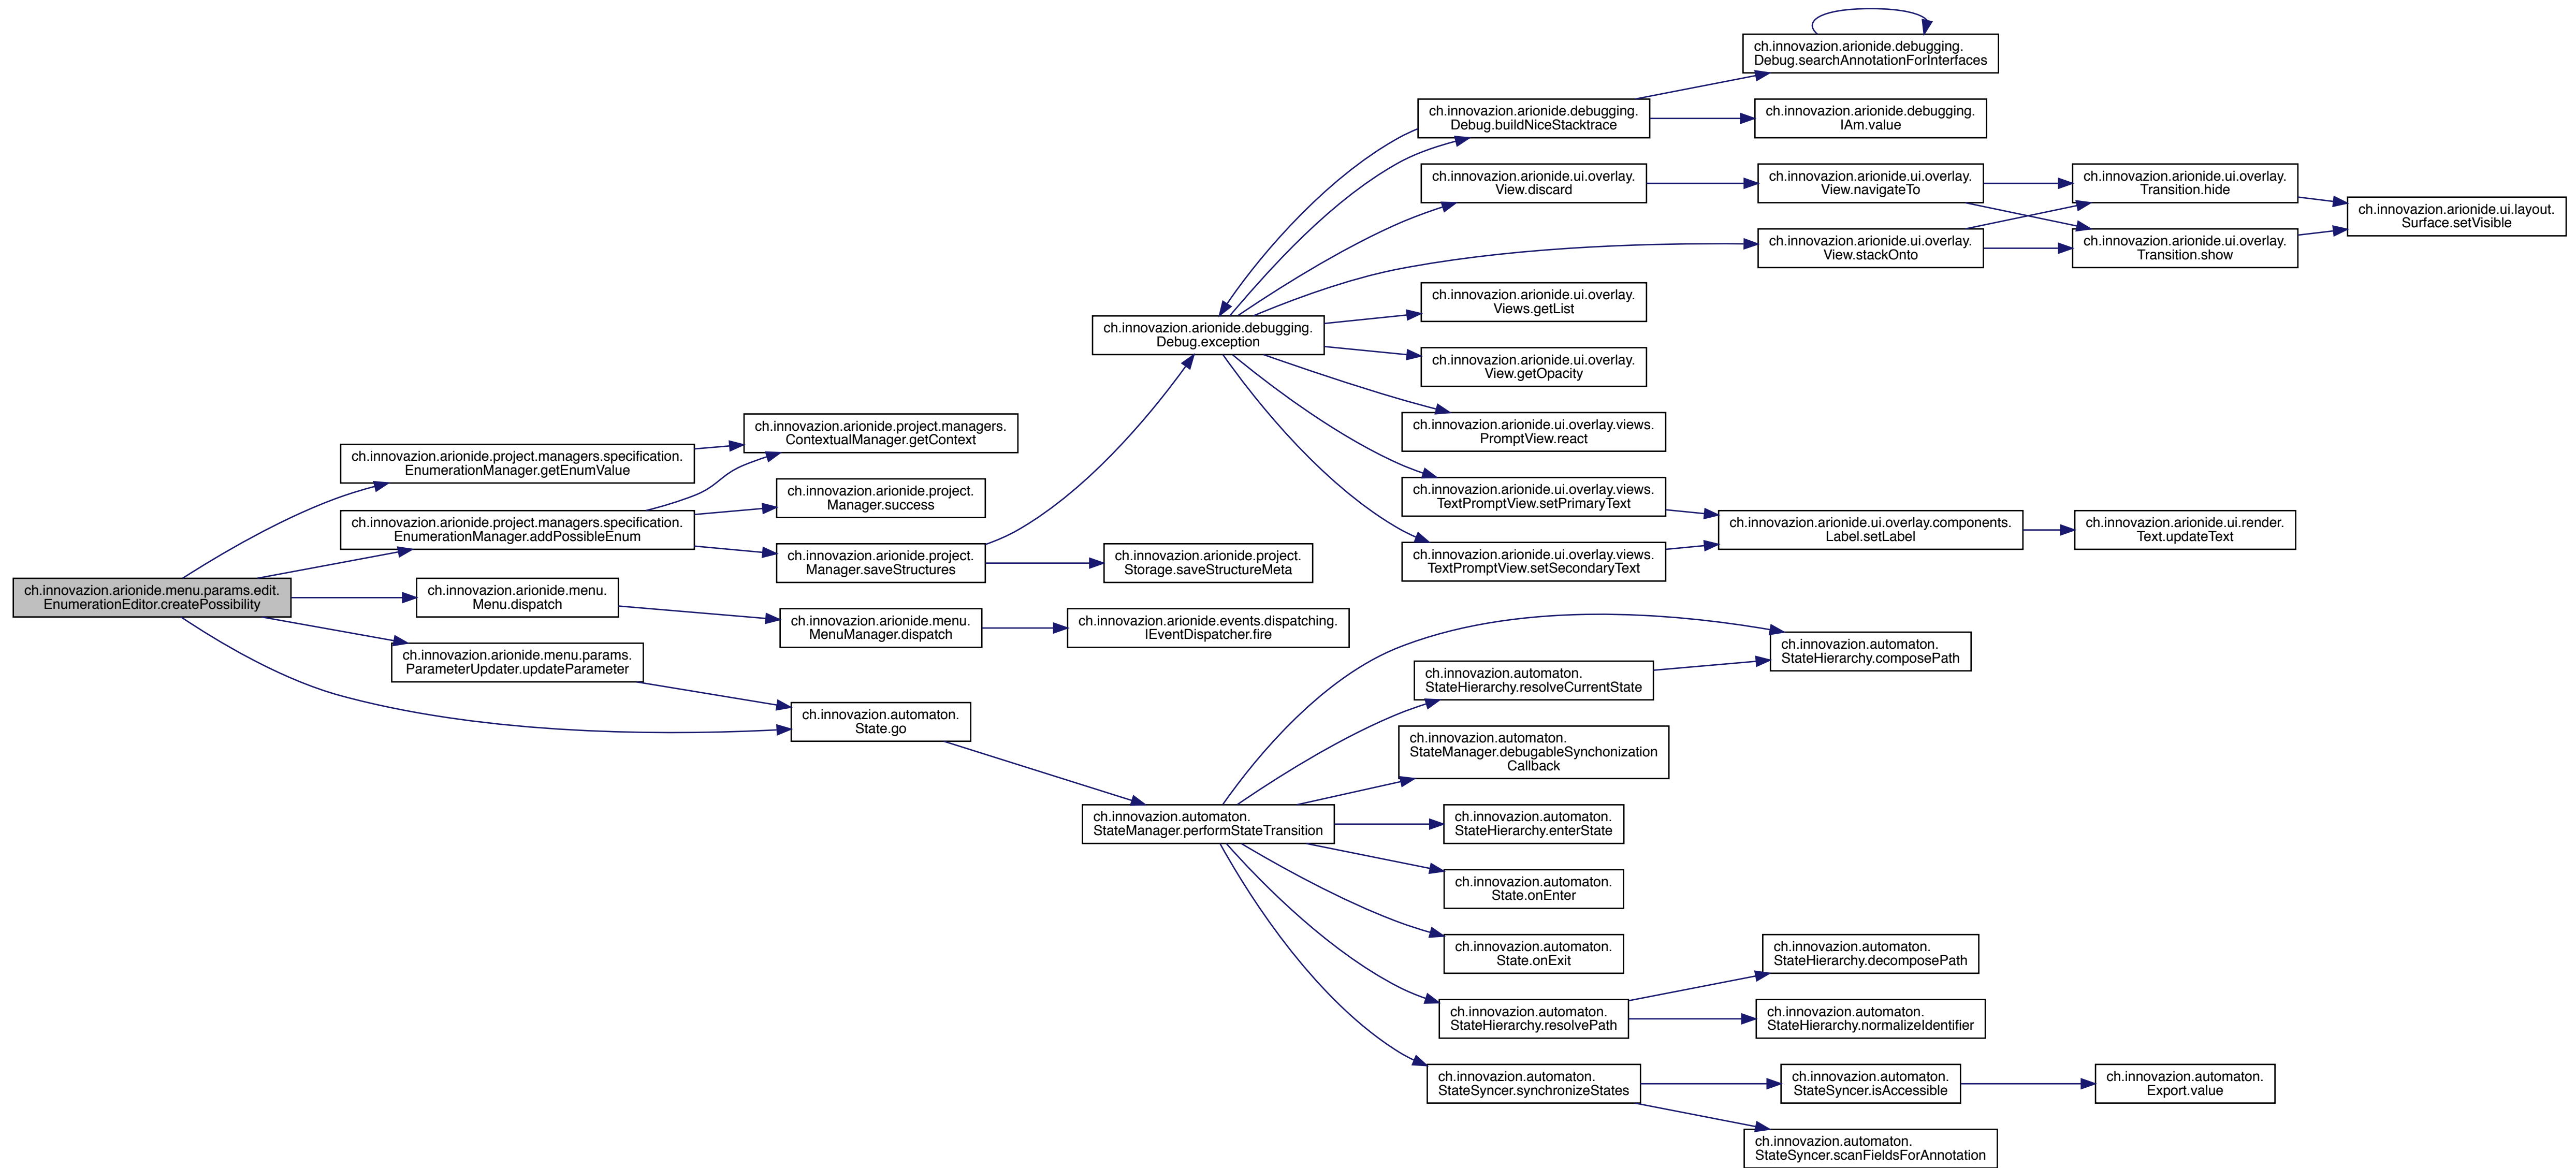 ch.innovazion.arionide.menu.params.edit.
EnumerationEditor.createPossibility
ch.innovazion.arionide.project.managers.specification.
EnumerationManager.getEnumValue
ch.innovazion.arionide.project.managers.specification.
EnumerationManager.addPossibleEnum
ch.innovazion.arionide.menu.
Menu.dispatch
ch.innovazion.arionide.menu.params.
ParameterUpdater.updateParameter
ch.innovazion.arionide.project.managers.
ContextualManager.getContext
ch.innovazion.arionide.project.
Manager.success
ch.innovazion.arionide.project.
Manager.saveStructures
ch.innovazion.arionide.menu.
MenuManager.dispatch
ch.innovazion.automaton.
State.go
ch.innovazion.arionide.debugging.
Debug.exception
ch.innovazion.arionide.project.
Storage.saveStructureMeta
ch.innovazion.arionide.events.dispatching.
IEventDispatcher.fire
ch.innovazion.automaton.
StateManager.performStateTransition
ch.innovazion.arionide.debugging.
Debug.buildNiceStacktrace
ch.innovazion.arionide.ui.overlay.
View.discard
ch.innovazion.arionide.ui.overlay.
Views.getList
ch.innovazion.arionide.ui.overlay.
View.getOpacity
ch.innovazion.arionide.ui.overlay.views.
PromptView.react
ch.innovazion.arionide.ui.overlay.views.
TextPromptView.setPrimaryText
ch.innovazion.arionide.ui.overlay.views.
TextPromptView.setSecondaryText
ch.innovazion.automaton.
StateHierarchy.resolveCurrentState
ch.innovazion.automaton.
StateManager.debugableSynchonization
Callback
ch.innovazion.automaton.
StateHierarchy.enterState
ch.innovazion.automaton.
State.onEnter
ch.innovazion.automaton.
State.onExit
ch.innovazion.automaton.
StateHierarchy.resolvePath
ch.innovazion.automaton.
StateSyncer.synchronizeStates
ch.innovazion.arionide.debugging.
Debug.searchAnnotationForInterfaces
ch.innovazion.arionide.debugging.
IAm.value
ch.innovazion.arionide.ui.overlay.
View.navigateTo
ch.innovazion.arionide.ui.overlay.
View.stackOnto
ch.innovazion.arionide.ui.overlay.components.
Label.setLabel
ch.innovazion.automaton.
StateHierarchy.composePath
ch.innovazion.automaton.
StateHierarchy.decomposePath
ch.innovazion.automaton.
StateHierarchy.normalizeIdentifier
ch.innovazion.automaton.
StateSyncer.isAccessible
ch.innovazion.automaton.
StateSyncer.scanFieldsForAnnotation
ch.innovazion.arionide.ui.overlay.
Transition.hide
ch.innovazion.arionide.ui.overlay.
Transition.show
ch.innovazion.arionide.ui.render.
Text.updateText
ch.innovazion.automaton.
Export.value
ch.innovazion.arionide.ui.layout.
Surface.setVisible